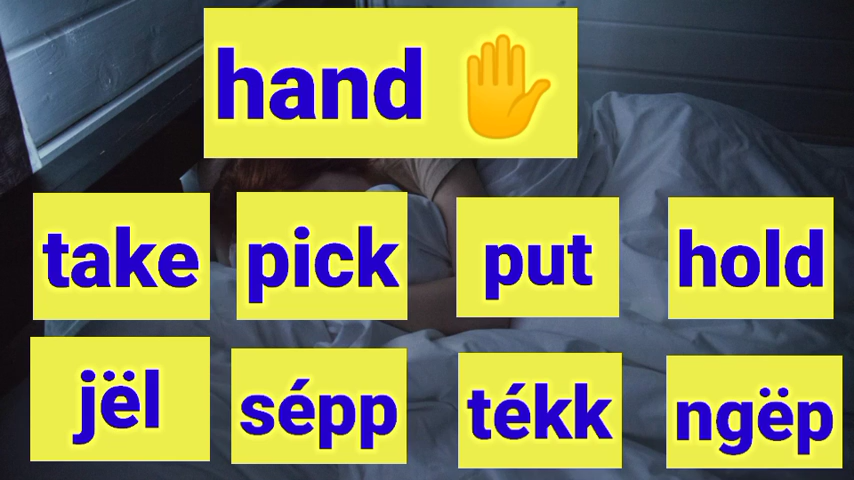 hand ✋
take pick put hold
jël sépp tékk ngëp